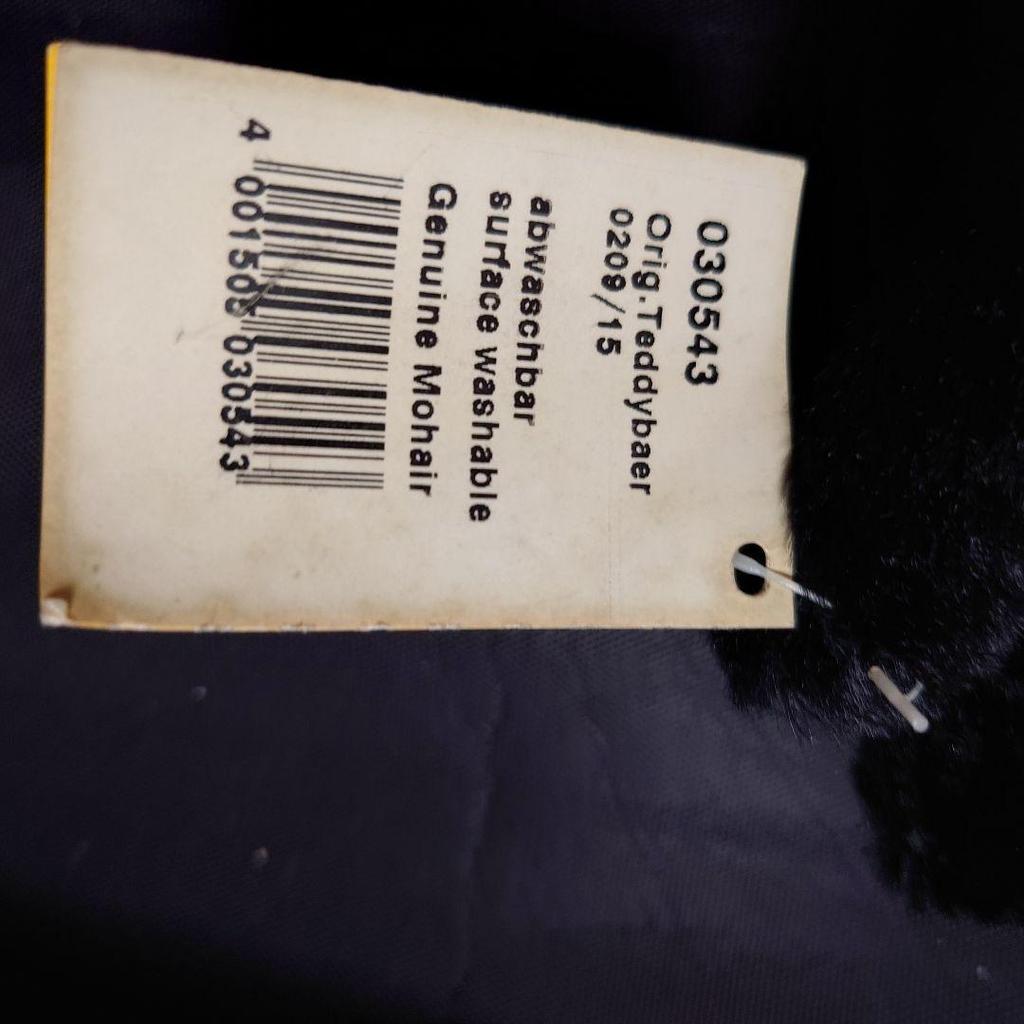 030543
Orig.Teddybaer
0209/15
abwaschbar
surface washable
Genuine Mohair
4 001505 030543